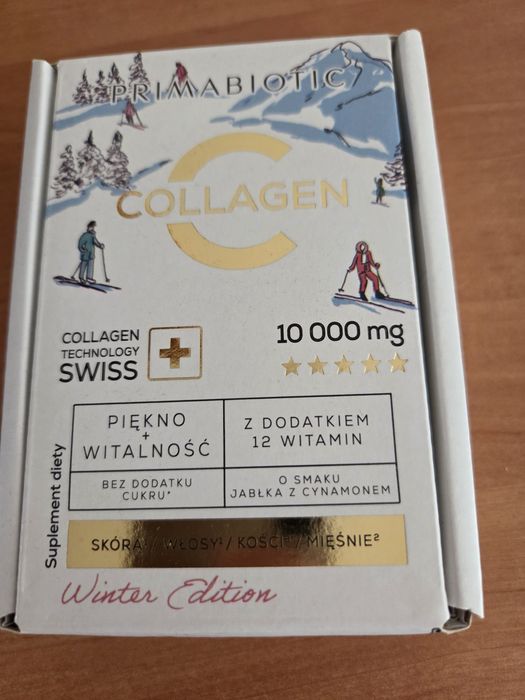 PRIMABIOTIC
COLLAGEN
COLLAGEN
TECHNOLOGY
SWISS
10 000 mg
PIĘKNO
+
WITALNOŚĆ
Z DODATKIEM
12 WITAMIN
BEZ DODATKU
CUKRU*
O SMAKU
JABŁKA Z CYNAMONEM
Suplement diety
SKÓRA¹ / WŁOSY¹ / KOŚCI² / MIĘŚNIE²
Winter Edition